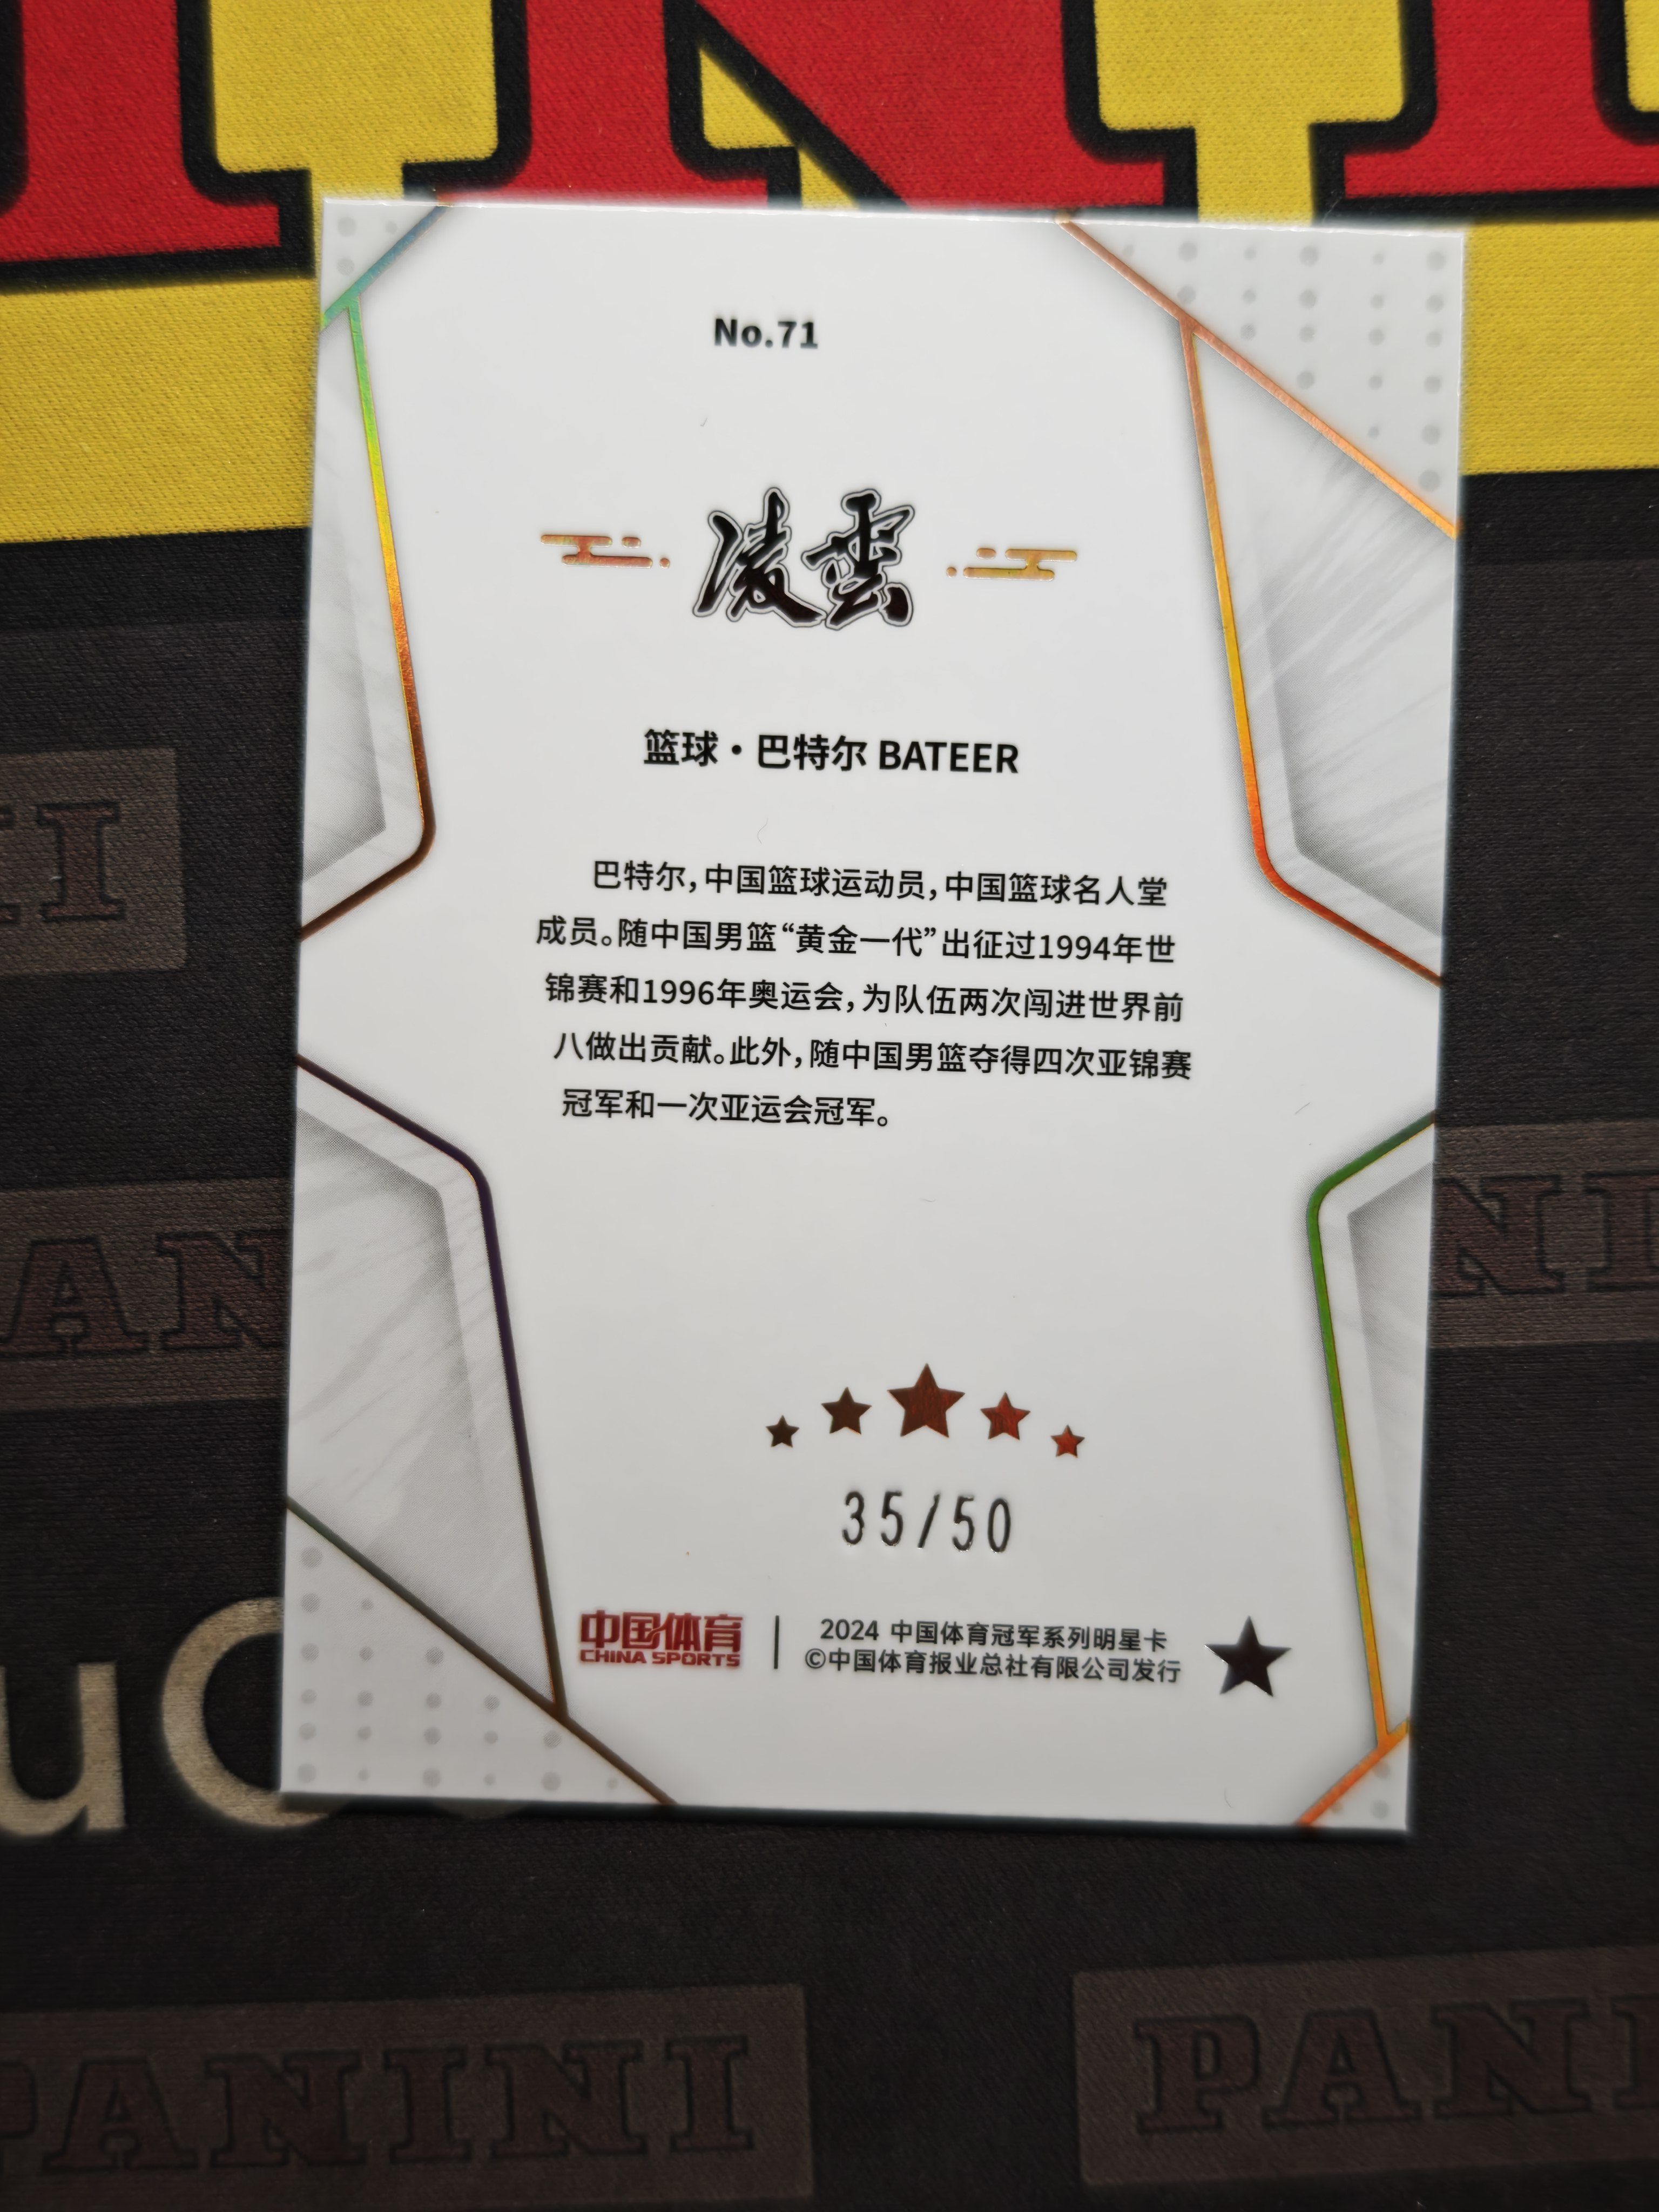 No.71
凌雲
篮球·巴特尔 BATEER
巴特尔，中国篮球运动员，中国篮球名人堂
成员。随中国男篮“黄金一代”出征过1994年世
锦赛和1996年奥运会，为队伍两次闯进世界前
八做出贡献。此外，随中国男篮夺得四次亚锦赛
冠军和一次亚运会冠军。
35/50
中国体育
CHINA SPORTS
2024 中国体育冠军系列明星卡
©中国体育报业总社有限公司发行
PANINI